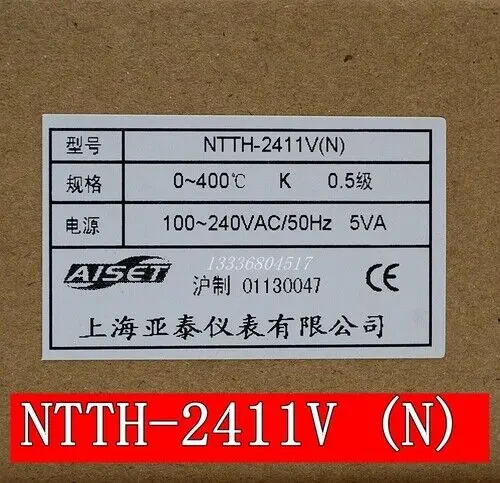 型号 NTTH-2411V(N)
规格 0~400℃ K 0.5级
电源 100~240VAC/50Hz 5VA
AISET 13336804517 CE
沪制 01130047
上海亚泰仪表有限公司
NTTH-2411V (N)